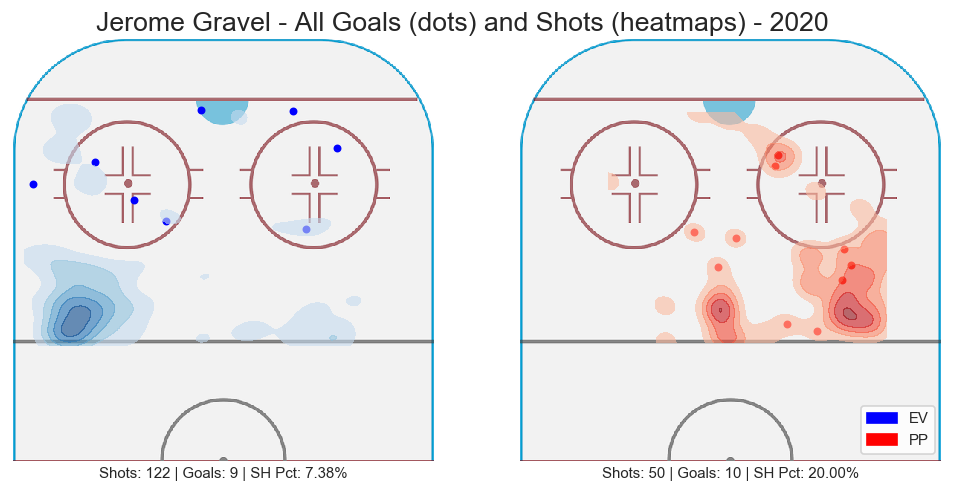 Jerome Gravel - All Goals (dots) and Shots (heatmaps) - 2020
EV
PP
Shots: 122 | Goals: 9 | SH Pct: 7.38%
Shots: 50 | Goals: 10 | SH Pct: 20.00%